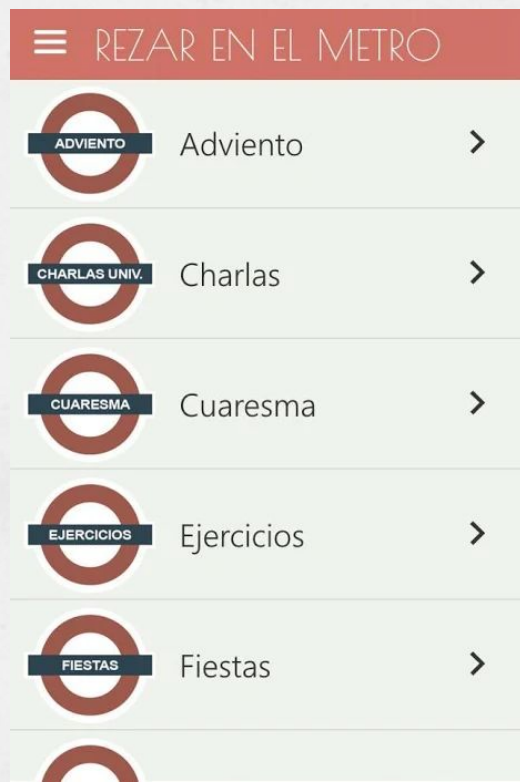 REZAR EN EL METRO
ADVIENTO
Adviento
CHARLAS UNIV.
Charlas
CUARESMA
Cuaresma
EJERCICIOS
Ejercicios
FIESTAS
Fiestas